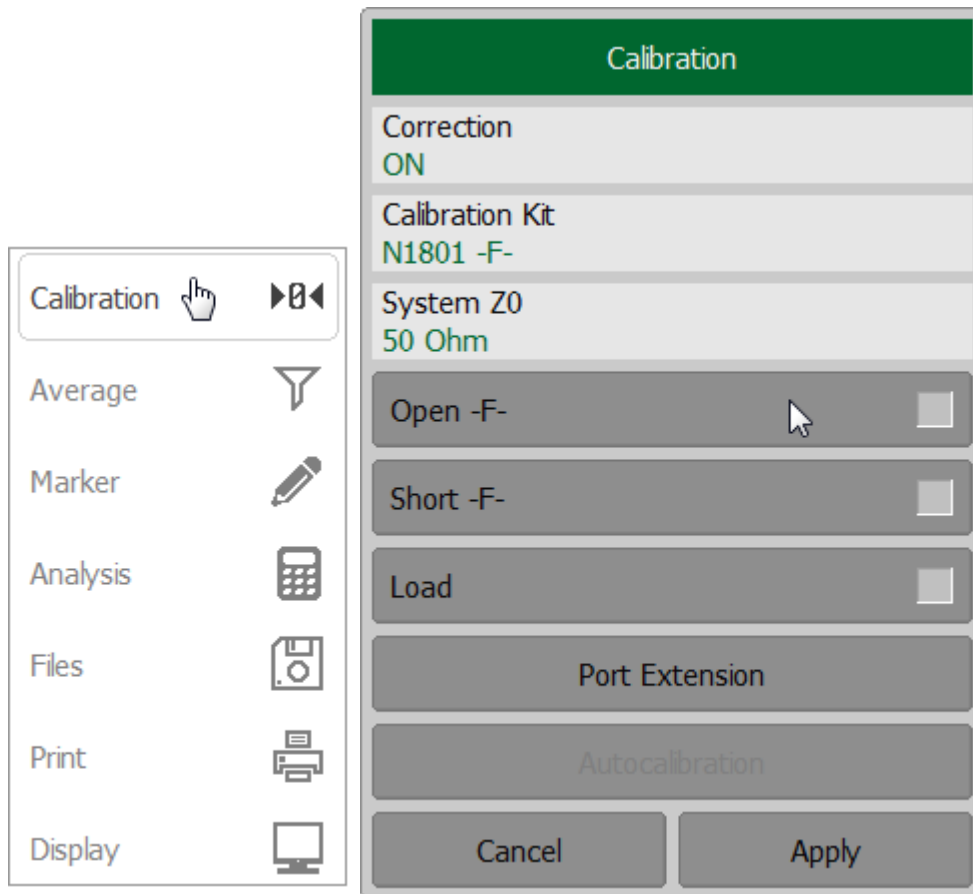 Calibration
Average
Marker
Analysis
Files
Print
Display
Calibration
Correction
ON
Calibration Kit
N1801 -F-
System Z0
50 Ohm
Open -F-
Short -F-
Load
Port Extension
Autocalibration
Cancel
Apply